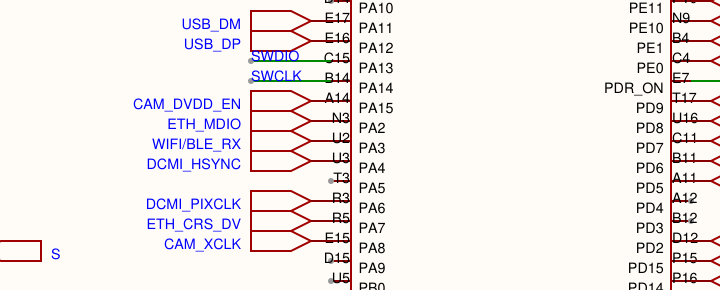 PA10
PE11
USB_DM
E17
PA11
N9
PE10
USB_DP
E16
PA12
B4
PE1
SWDIO
C15
PA13
C4
PE0
SWCLK
B14
PA14
E7
PDR_ON
CAM_DVDD_EN
A14
PA15
T17
PD9
ETH_MDIO
N3
PA2
U16
PD8
WIFI/BLE_RX
U2
PA3
C11
PD7
DCMI_HSYNC
U3
PA4
B11
PD6
T3
PA5
A11
PD5
DCMI_PIXCLK
R3
PA6
A12
PD4
ETH_CRS_DV
R5
PA7
B12
PD3
CAM_XCLK
E15
PA8
D12
PD2
S
D15
PA9
P15
PD15
U5
PB0
P16
PD14